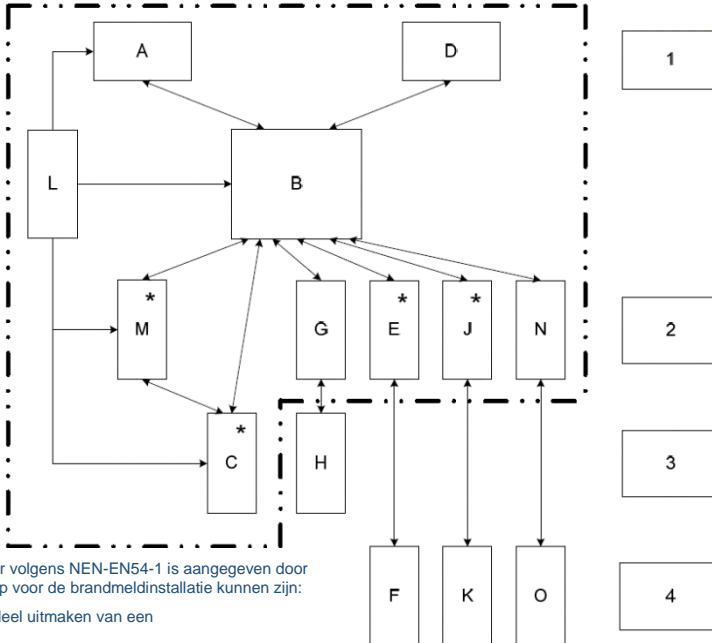 A
D
1
L
B
*
M
G
*
E
*
J
N
2
*
C
H
3
r volgens NEN-EN54-1 is aangegeven door
p voor de brandmeldinstallatie kunnen zijn:
deel uitmaken van een
F
K
O
4